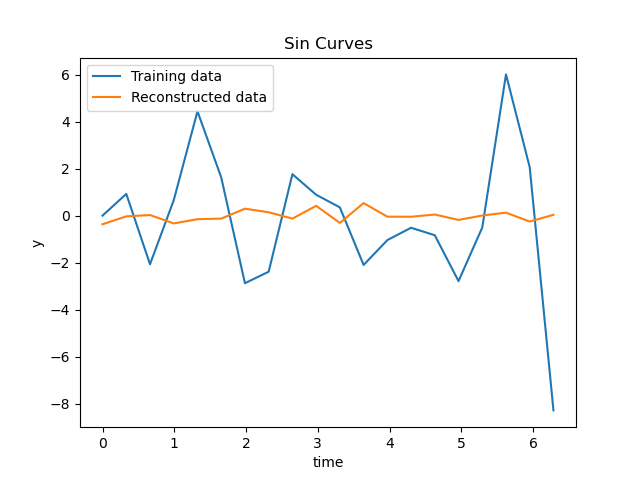 Sin Curves
Training data
Reconstructed data
6
4
2
0
−2
−4
−6
−8
y
0 1 2 3 4 5 6
time